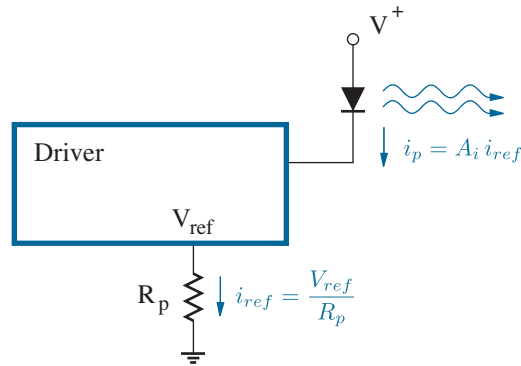 V⁺
Driver
i_p = A_i i_ref
V_ref
R_p
i_ref = V_ref / R_p